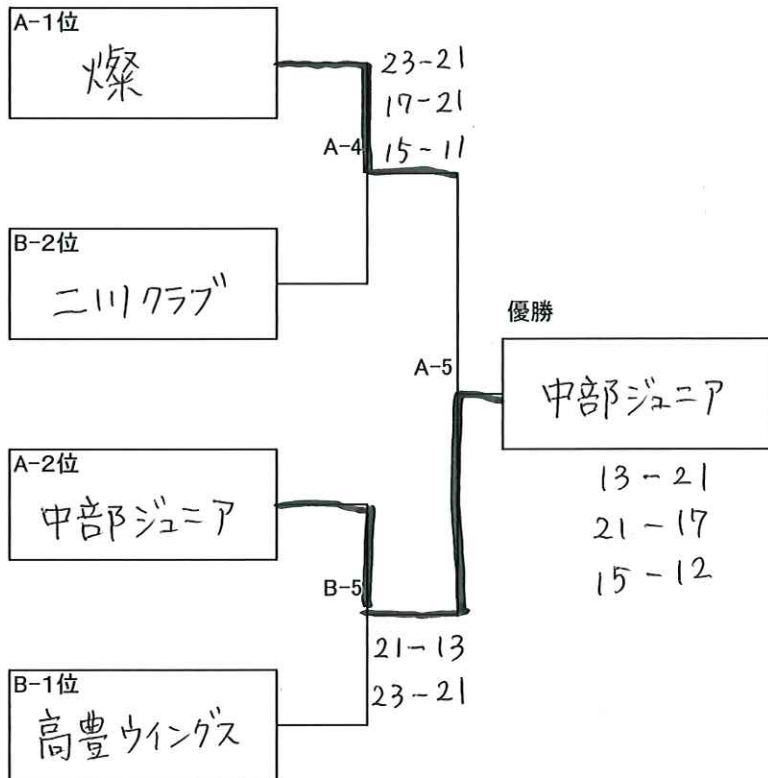 A-1位
燦
23-21
17-21
A-4
15-11
B-2位
二川クラブ
優勝
A-5
中部ジュニア
13-21
21-17
15-12
A-2位
中部ジュニア
B-5
21-13
23-21
B-1位
高豊ウイングス